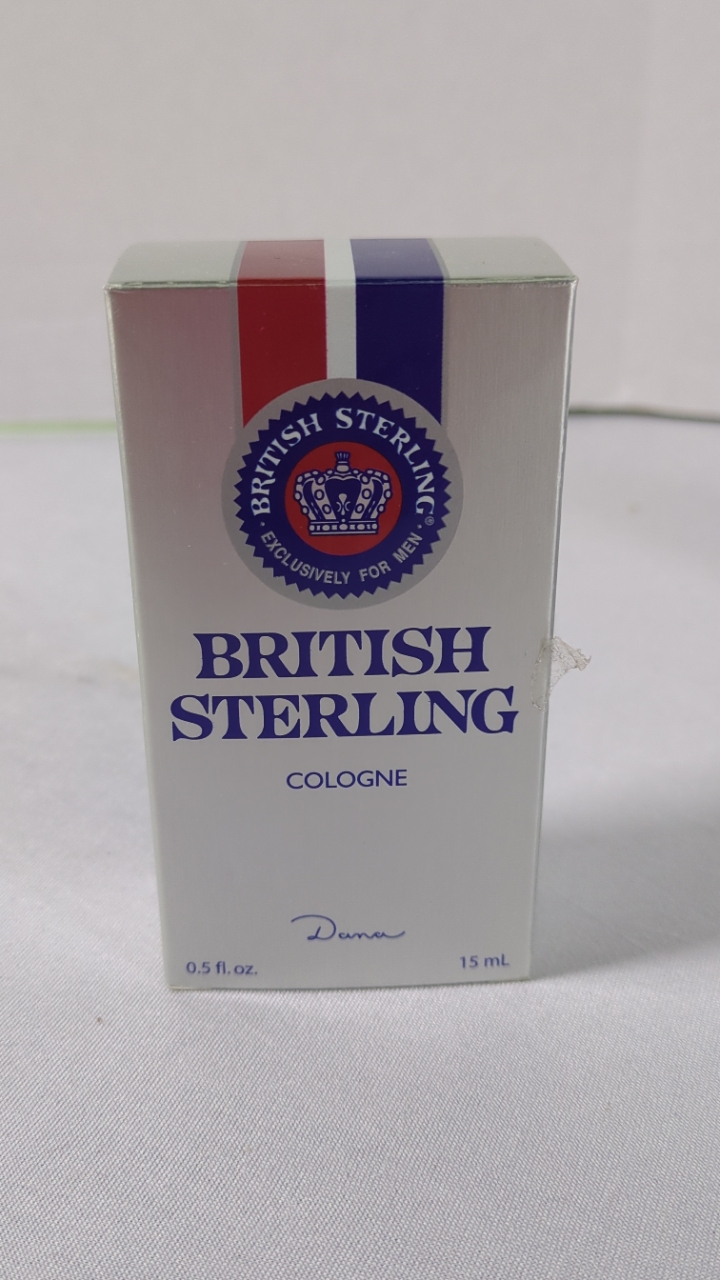 BRITISH STERLING®
· EXCLUSIVELY FOR MEN ·
BRITISH
STERLING
COLOGNE
Dana
0.5 fl. oz. 15 mL